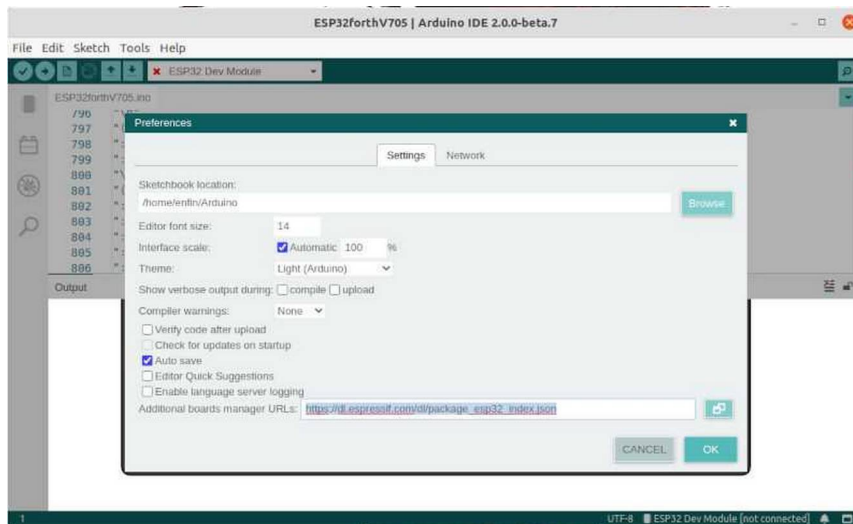 ESP32forthV705 | Arduino IDE 2.0.0-beta.7
File Edit Sketch Tools Help
ESP32 Dev Module
ESP32forthV705.ino
796
797
798
799
800
801
802
803
804
805
806
Preferences
Settings Network
Sketchbook location:
/home/enfin/Arduino
Browse
Editor font size: 14
Interface scale: Automatic 100 %
Theme: Light (Arduino)
Show verbose output during: compile upload
Compiler warnings: None
Verify code after upload
Check for updates on startup
Auto save
Editor Quick Suggestions
Enable language server logging
Additional boards manager URLs: https://dl.espressif.com/dl/package_esp32_index.json
CANCEL OK
Output
1 UTF-8 ESP32 Dev Module [not connected]